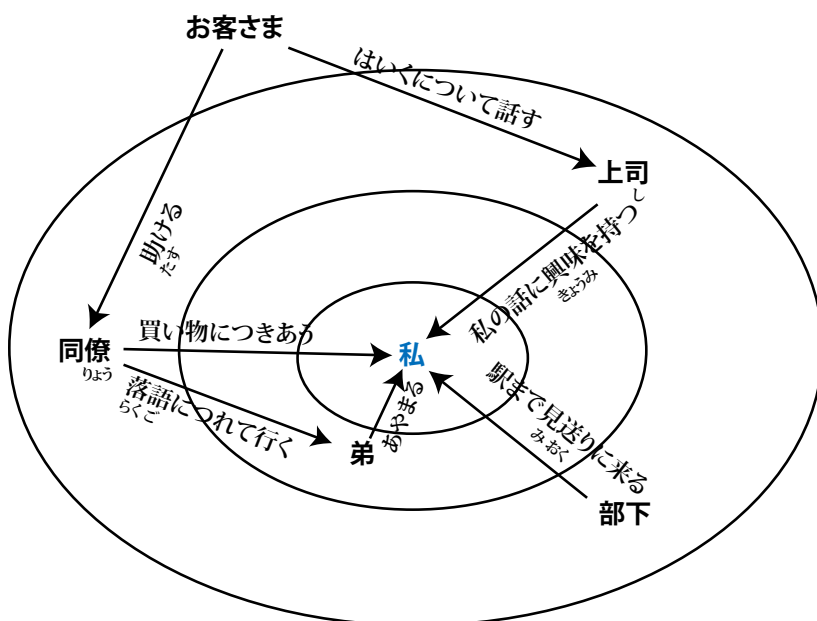 お客さま
はいくについて話す
上司
し
助ける
たす
私の話に興味を持つ
きょうみ
買い物につきあう
同僚
りょう
私
落語につれて行く
らくご
駅まで見送りに来る
みおく
弟
あやまる
部下